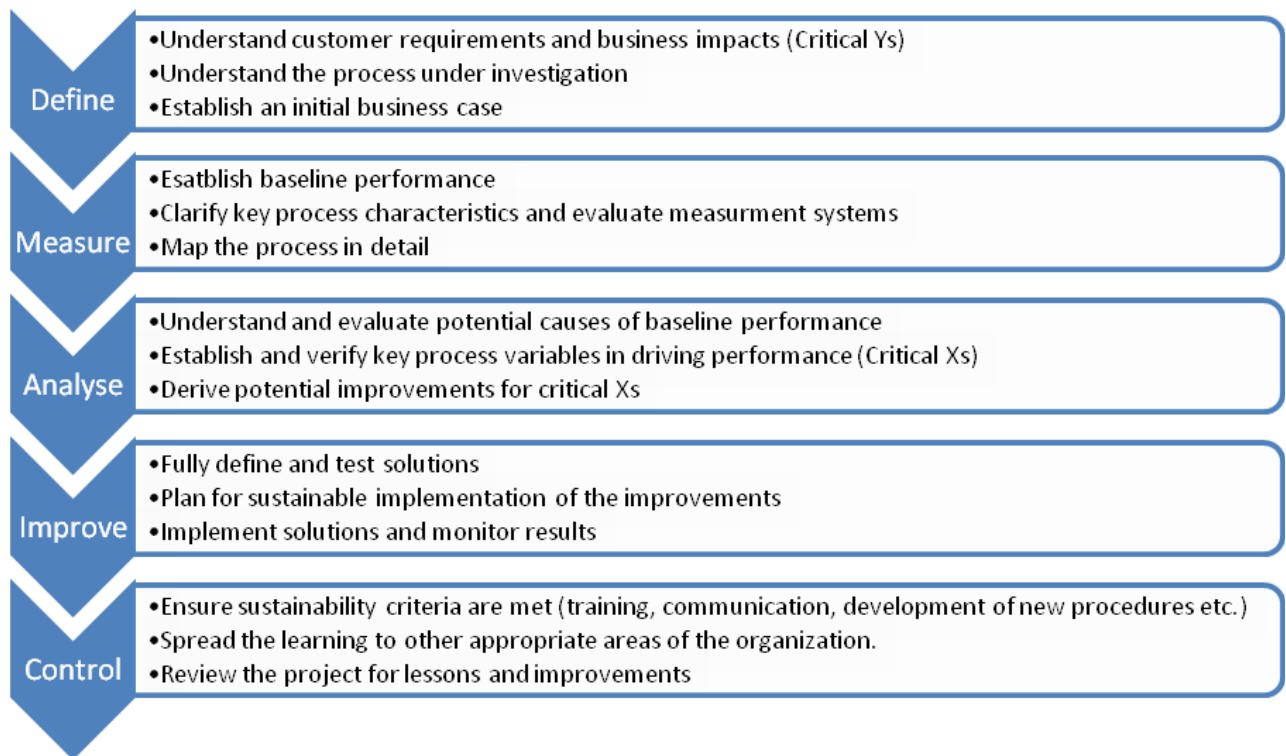 Define
•Understand customer requirements and business impacts (Critical Ys)
•Understand the process under investigation
•Establish an initial business case
Measure
•Esatblish baseline performance
•Clarify key process characteristics and evaluate measurment systems
•Map the process in detail
Analyse
•Understand and evaluate potential causes of baseline performance
•Establish and verify key process variables in driving performance (Critical Xs)
•Derive potential improvements for critical Xs
Improve
•Fully define and test solutions
•Plan for sustainable implementation of the improvements
•Implement solutions and monitor results
Control
•Ensure sustainability criteria are met (training, communication, development of new procedures etc.)
•Spread the learning to other appropriate areas of the organization.
•Review the project for lessons and improvements